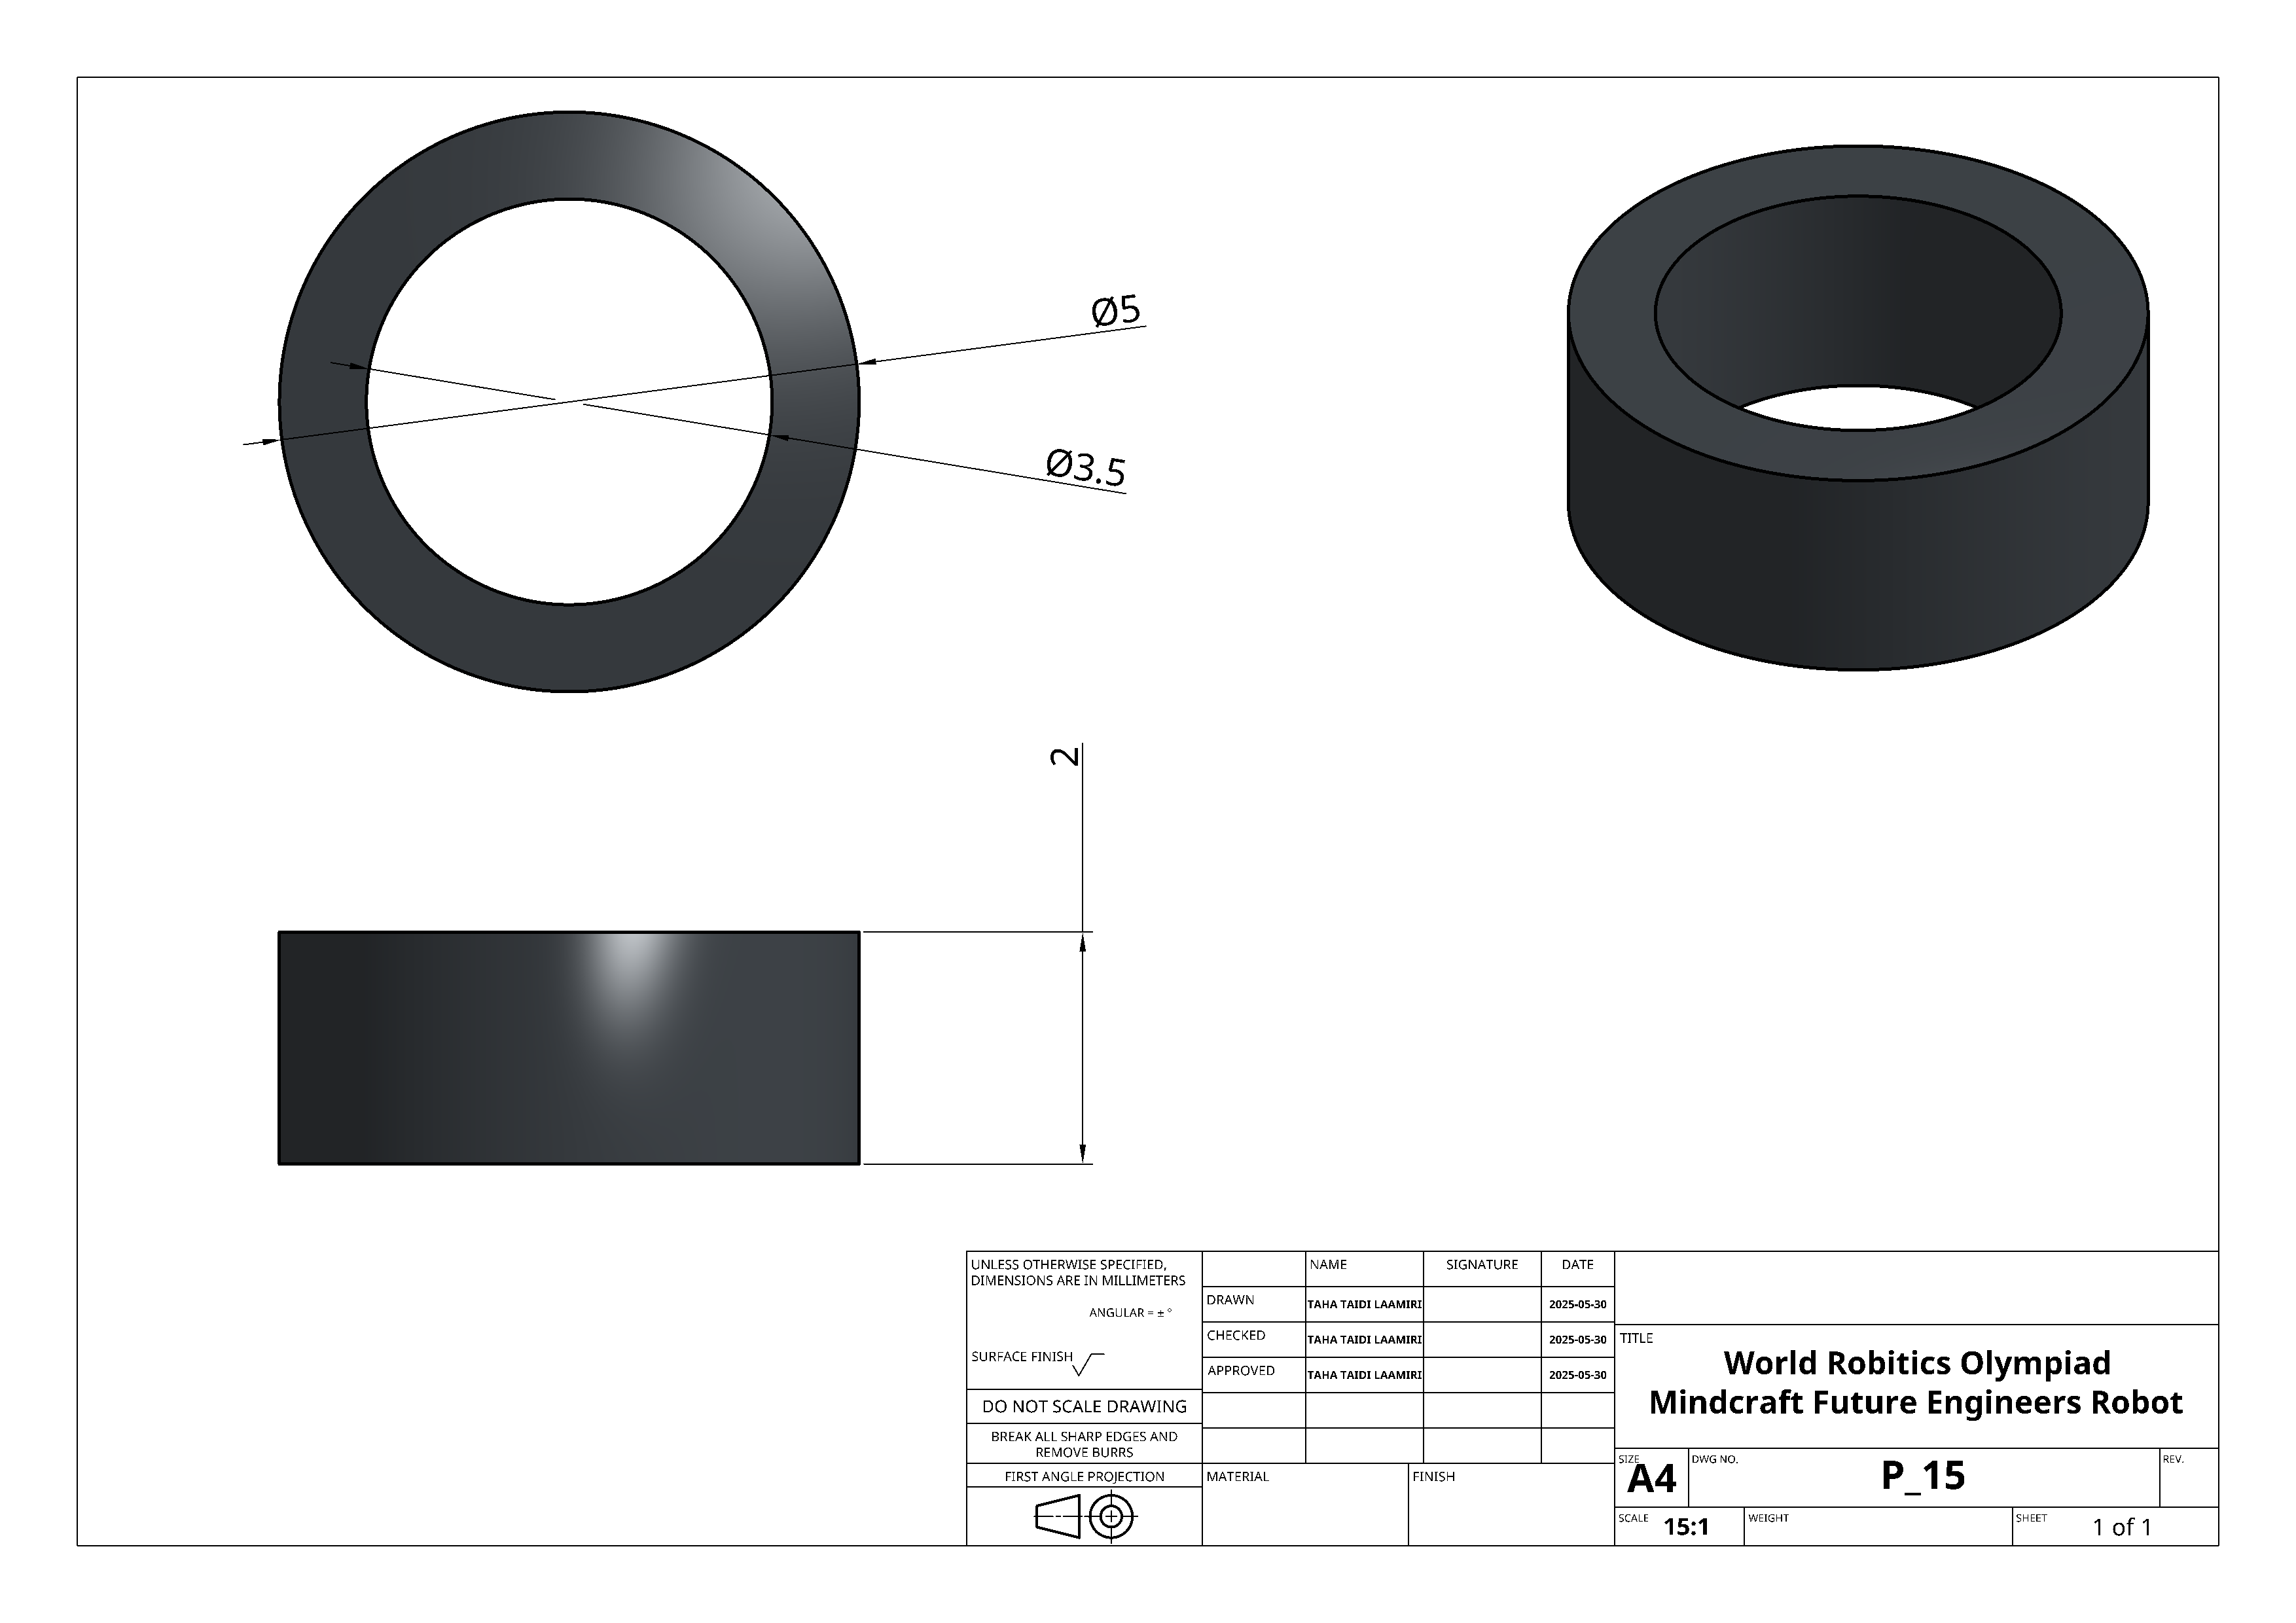 Ø5
Ø3.5
2
UNLESS OTHERWISE SPECIFIED,
DIMENSIONS ARE IN MILLIMETERS
ANGULAR = ± °
SURFACE FINISH
DO NOT SCALE DRAWING
BREAK ALL SHARP EDGES AND
REMOVE BURRS
FIRST ANGLE PROJECTION
NAME SIGNATURE DATE
DRAWN TAHA TAIDI LAAMIRI 2025-05-30
CHECKED TAHA TAIDI LAAMIRI 2025-05-30
APPROVED TAHA TAIDI LAAMIRI 2025-05-30
MATERIAL FINISH
TITLE
World Robitics Olympiad
Mindcraft Future Engineers Robot
SIZE A4 DWG NO. P_15 REV.
SCALE 15:1 WEIGHT SHEET 1 of 1